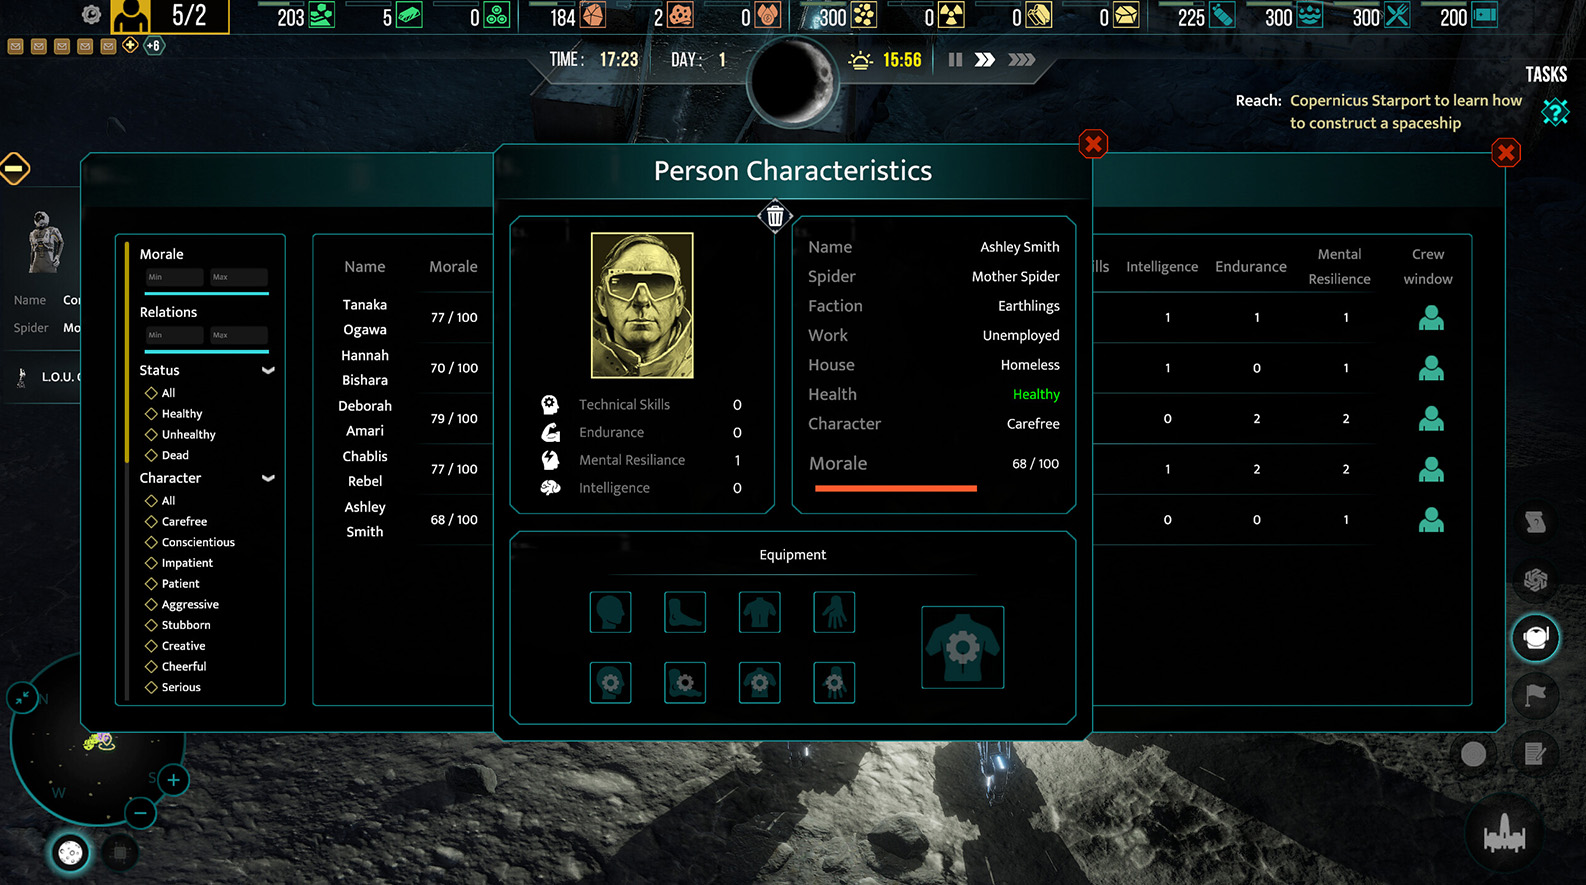 5/2
203
5
0
184
2
0
300
0
0
0
225
300
300
200
+6
TIME: 17:23 DAY: 1
15:56
TASKS
Reach: Copernicus Starport to learn how
to construct a spaceship
Name
Spider
L.O.U.
Morale
Min Max
Relations
Min Max
Status
All
Healthy
Unhealthy
Dead
Character
All
Carefree
Conscientious
Impatient
Patient
Aggressive
Stubborn
Creative
Cheerful
Serious
Name Morale
Tanaka
Ogawa
77 / 100
Hannah
Bishara
70 / 100
Deborah
Amari
79 / 100
Chablis
Rebel
77 / 100
Ashley
Smith
68 / 100
Person Characteristics
Technical Skills 0
Endurance 0
Mental Resiliance 1
Intelligence 0
Name Ashley Smith
Spider Mother Spider
Faction Earthlings
Work Unemployed
House Homeless
Health Healthy
Character Carefree
Morale 68 / 100
Equipment
Intelligence Endurance
Mental
Resilience
Crew
window
1 1 1
1 0 1
0 2 2
1 2 2
0 0 1
N
S
W